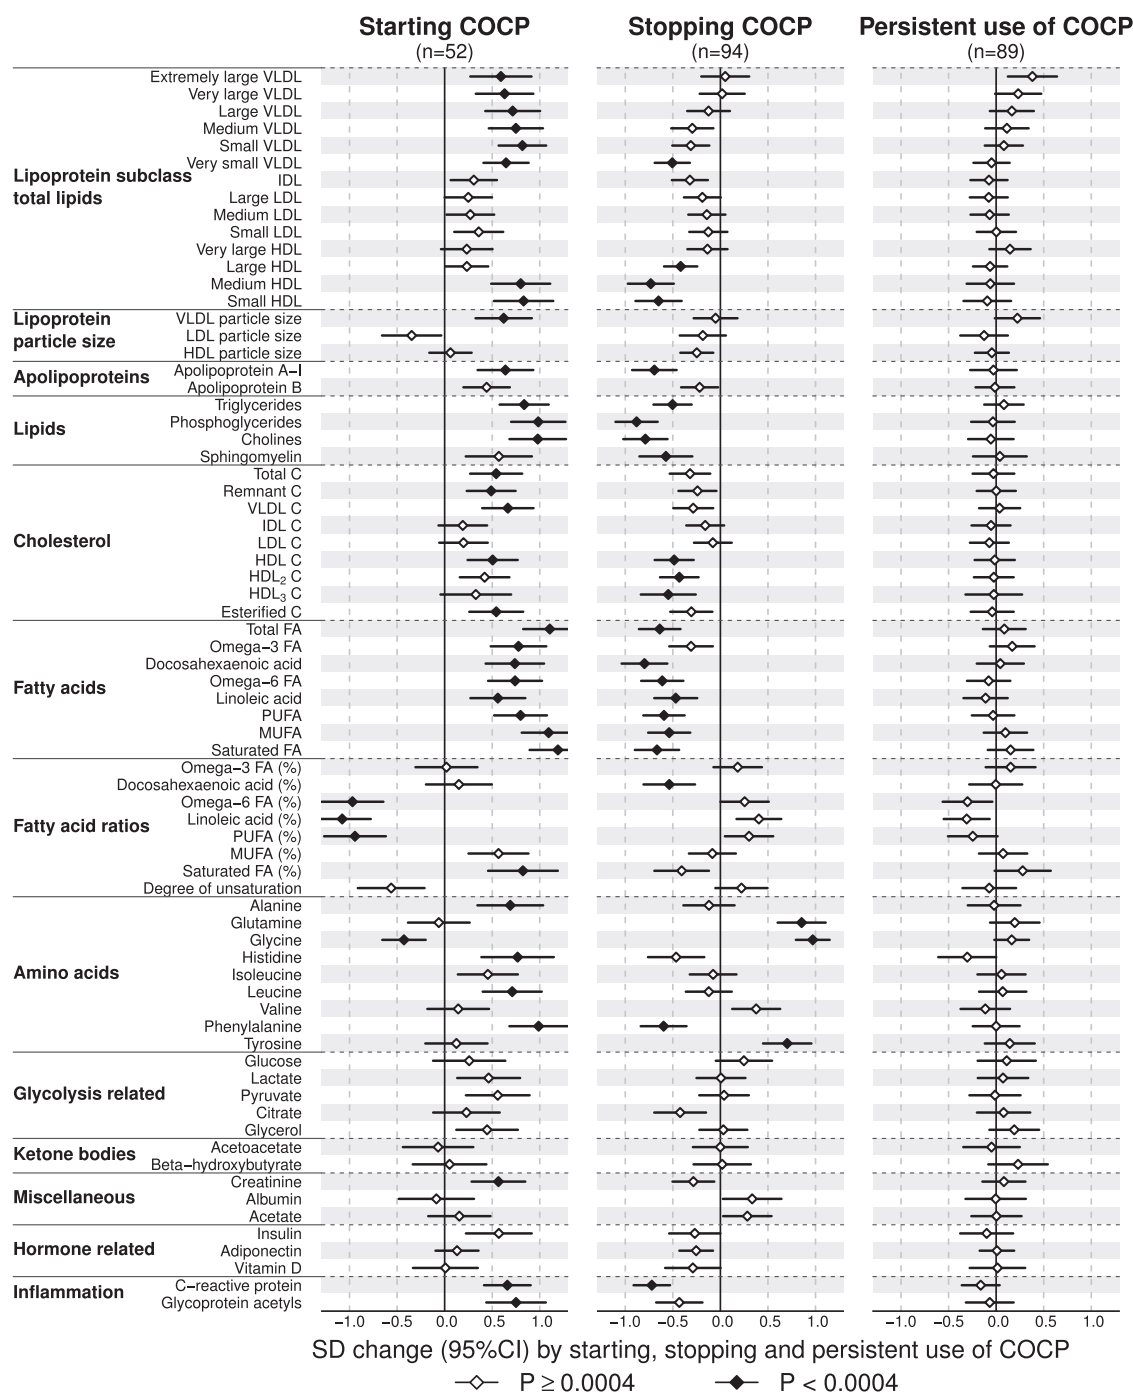 Starting COCP Stopping COCP Persistent use of COCP
(n=52) (n=94) (n=89)
Extremely large VLDL
Very large VLDL
Large VLDL
Medium VLDL
Small VLDL
Very small VLDL
Lipoprotein subclass
total lipids
IDL
Large LDL
Medium LDL
Small LDL
Very large HDL
Large HDL
Medium HDL
Small HDL
Lipoprotein
particle size
VLDL particle size
LDL particle size
HDL particle size
Apolipoproteins
Apolipoprotein A−I
Apolipoprotein B
Lipids
Triglycerides
Phosphoglycerides
Cholines
Sphingomyelin
Cholesterol
Total C
Remnant C
VLDL C
IDL C
LDL C
HDL C
HDL₂ C
HDL₃ C
Esterified C
Fatty acids
Total FA
Omega−3 FA
Docosahexaenoic acid
Omega−6 FA
Linoleic acid
PUFA
MUFA
Saturated FA
Fatty acid ratios
Omega−3 FA (%)
Docosahexaenoic acid (%)
Omega−6 FA (%)
Linoleic acid (%)
PUFA (%)
MUFA (%)
Saturated FA (%)
Degree of unsaturation
Amino acids
Alanine
Glutamine
Glycine
Histidine
Isoleucine
Leucine
Valine
Phenylalanine
Tyrosine
Glycolysis related
Glucose
Lactate
Pyruvate
Citrate
Glycerol
Ketone bodies
Acetoacetate
Beta−hydroxybutyrate
Miscellaneous
Creatinine
Albumin
Acetate
Hormone related
Insulin
Adiponectin
Vitamin D
Inflammation
C−reactive protein
Glycoprotein acetyls
−1.0 −0.5 0.0 0.5 1.0 −1.0 −0.5 0.0 0.5 1.0 −1.0 −0.5 0.0 0.5 1.0
SD change (95%CI) by starting, stopping and persistent use of COCP
P ≥ 0.0004 P < 0.0004